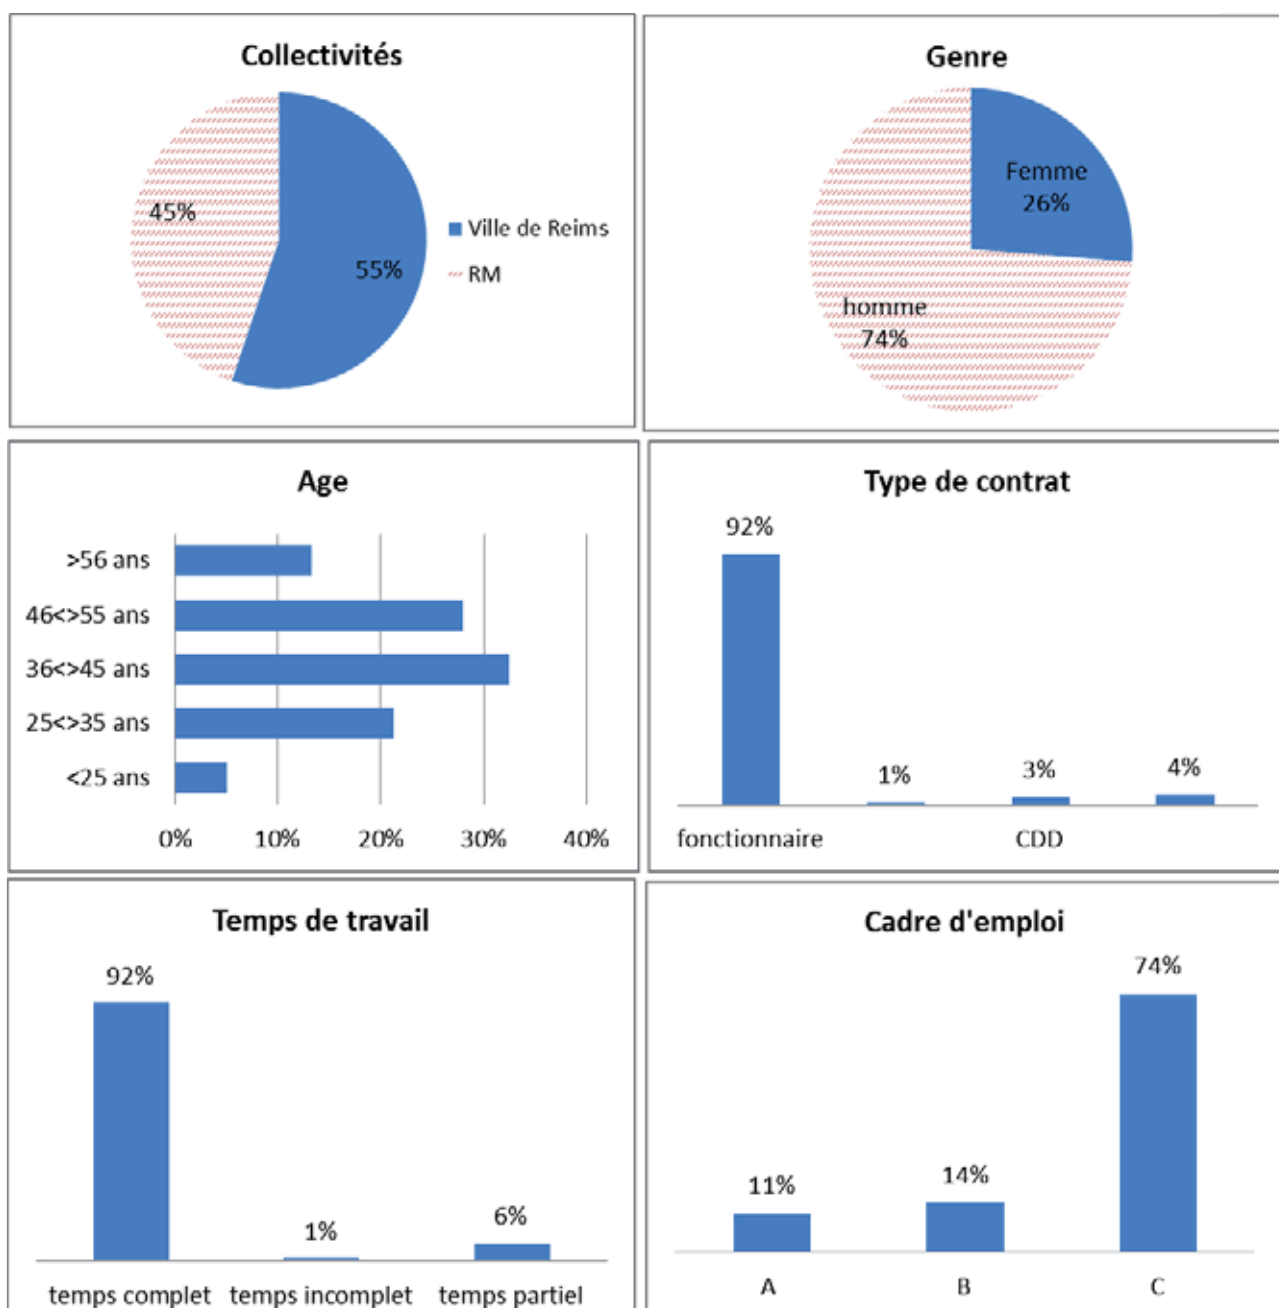 Collectivités
45%
55%
Ville de Reims
RM
Genre
Femme
26%
homme
74%
Age
>56 ans
46<>55 ans
36<>45 ans
25<>35 ans
<25 ans
0% 10% 20% 30% 40%
Type de contrat
92%
1%
3%
4%
fonctionnaire CDD
Temps de travail
92%
1%
6%
temps complet temps incomplet temps partiel
Cadre d'emploi
11%
14%
74%
A B C